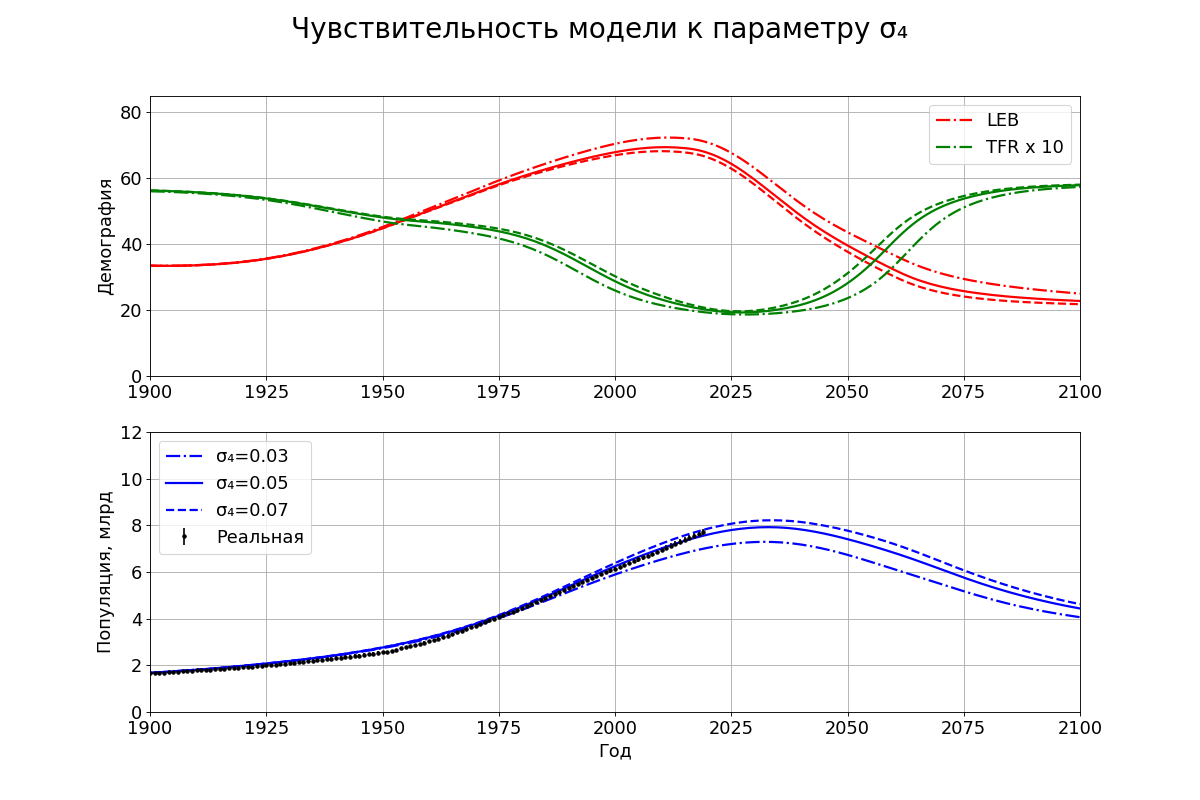 Чувствительность модели к параметру σ₄
80
60
40
20
0
Демография
LEB
TFR x 10
1900 1925 1950 1975 2000 2025 2050 2075 2100
12
10
8
6
4
2
0
Популяция, млрд
σ₄=0.03
σ₄=0.05
σ₄=0.07
Реальная
1900 1925 1950 1975 2000 2025 2050 2075 2100
Год